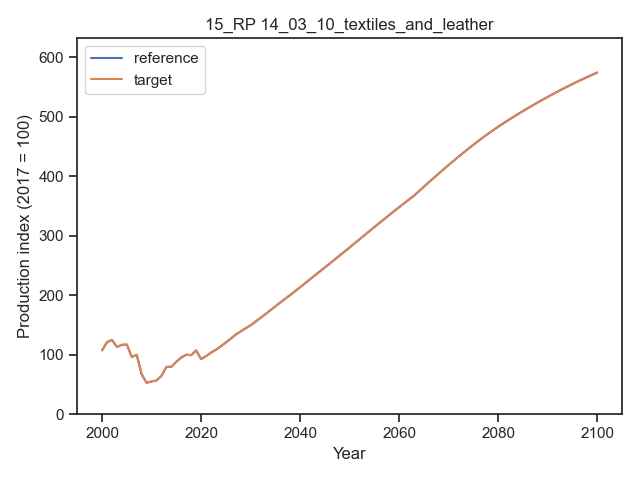 15_RP 14_03_10_textiles_and_leather
reference
target
Production index (2017 = 100)
600
500
400
300
200
100
0
2000 2020 2040 2060 2080 2100
Year